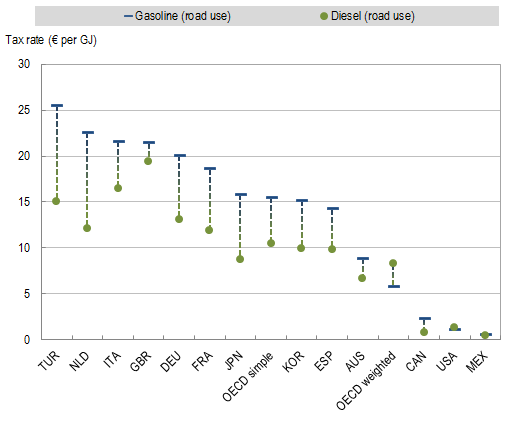 Gasoline (road use) Diesel (road use)
Tax rate (€ per GJ)
30
25
20
15
10
5
0
TUR NLD ITA GBR DEU FRA JPN OECD simple KOR ESP AUS OECD weighted CAN USA MEX